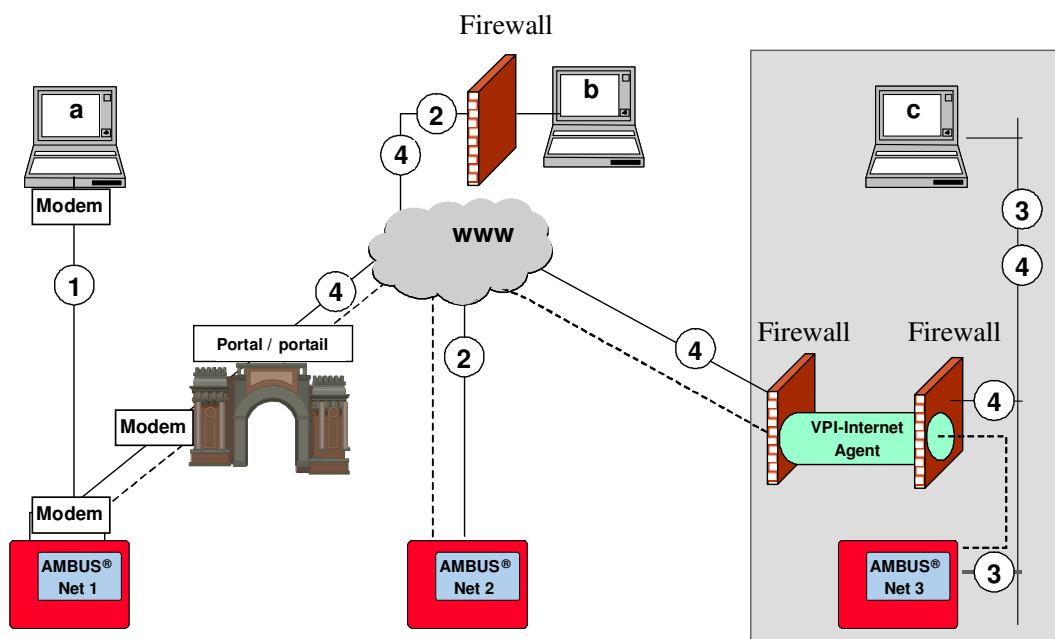 Firewall
a
b
c
2
4
Modem
3
www
4
1
4
Portal / portail
2
4
Firewall
Firewall
4
Modem
VPI-Internet
Agent
Modem
AMBUS®
Net 1
AMBUS®
Net 2
AMBUS®
Net 3
3